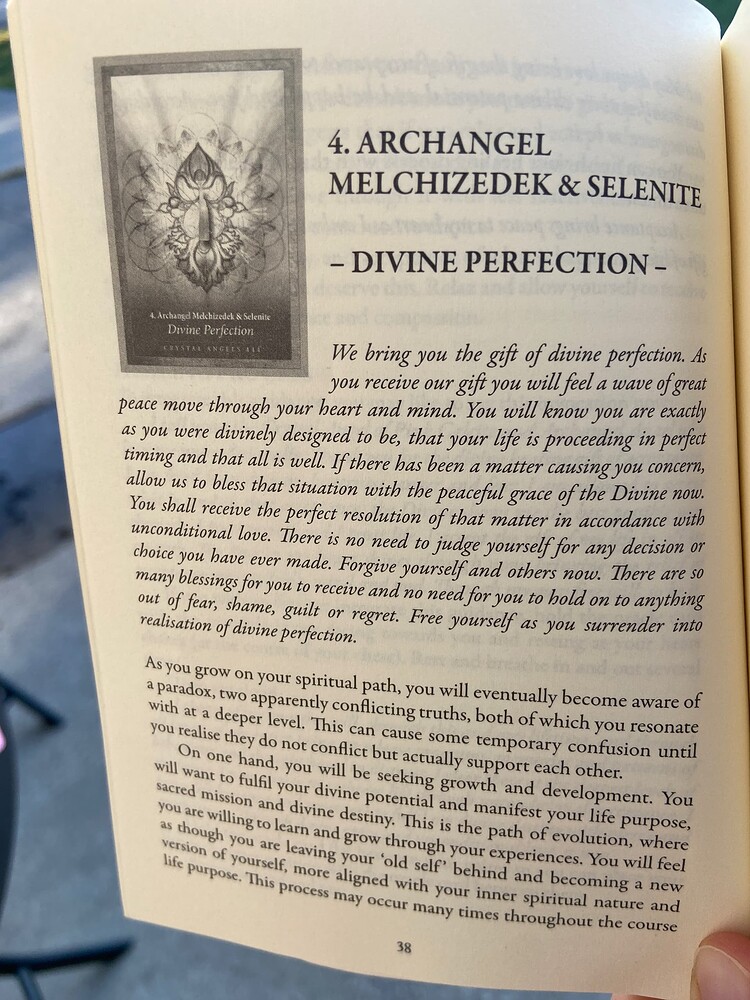 4. ARCHANGEL
MELCHIZEDEK & SELENITE
– DIVINE PERFECTION –
4. Archangel Melchizedek & Selenite
Divine Perfection
We bring you the gift of divine perfection. As
you receive our gift you will feel a wave of great
peace move through your heart and mind. You will know you are exactly
as you were divinely designed to be, that your life is proceeding in perfect
timing and that all is well. If there has been a matter causing you concern,
allow us to bless that situation with the peaceful grace of the Divine now.
You shall receive the perfect resolution of that matter in accordance with
unconditional love. There is no need to judge yourself for any decision or
choice you have ever made. Forgive yourself and others now. There are so
many blessings for you to receive and no need for you to hold on to anything
out of fear, shame, guilt or regret. Free yourself as you surrender into
realisation of divine perfection.
As you grow on your spiritual path, you will eventually become aware of
a paradox, two apparently conflicting truths, both of which you resonate
with at a deeper level. This can cause some temporary confusion until
you realise they do not conflict but actually support each other.
On one hand, you will be seeking growth and development. You
will want to fulfil your divine potential and manifest your life purpose,
sacred mission and divine destiny. This is the path of evolution, where
you are willing to learn and grow through your experiences. You will feel
as though you are leaving your ‘old self’ behind and becoming a new
version of yourself, more aligned with your inner spiritual nature and
life purpose. This process may occur many times throughout the course
38